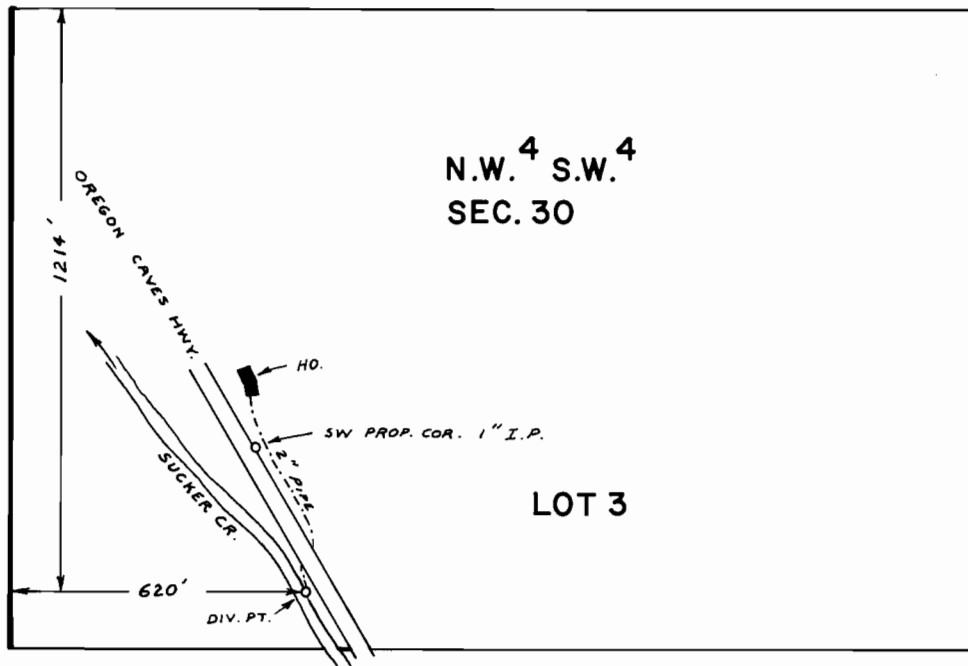 N.W.4 S.W.4
SEC. 30
OREGON CAVES HWY.
1214'
HO.
SW PROP. COR. 1" I.P.
2" PIPE
SUCKER CR.
LOT 3
620'
DIV. PT.